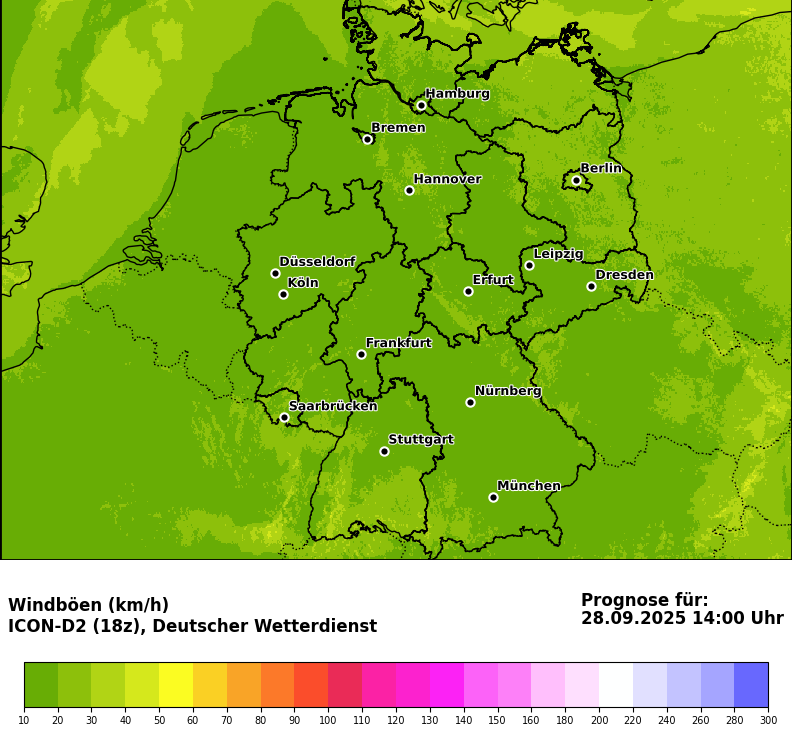 Hamburg
Bremen
Berlin
Hannover
Leipzig
Düsseldorf
Dresden
Köln
Erfurt
Frankfurt
Nürnberg
Saarbrücken
Stuttgart
München
Windböen (km/h)
ICON-D2 (18z), Deutscher Wetterdienst
Prognose für:
28.09.2025 14:00 Uhr
10 20 30 40 50 60 70 80 90 100 110 120 130 140 150 160 180 200 220 240 260 280 300